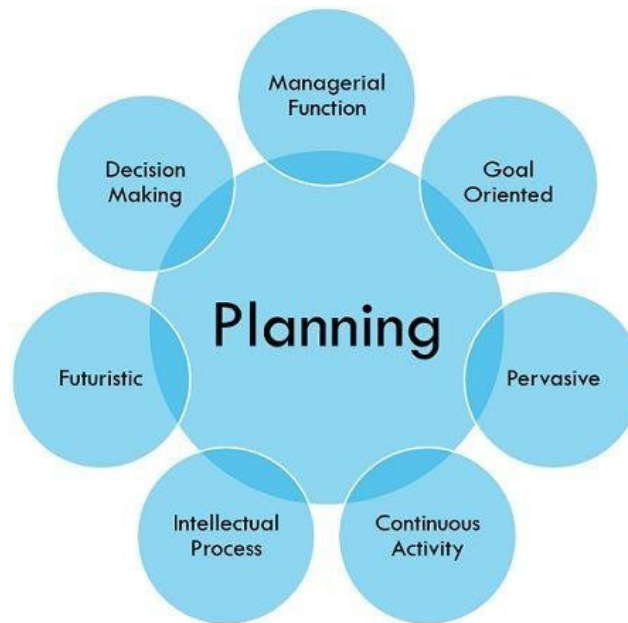 Managerial
Function
Goal
Oriented
Pervasive
Continuous
Activity
Intellectual
Process
Futuristic
Decision
Making
Planning